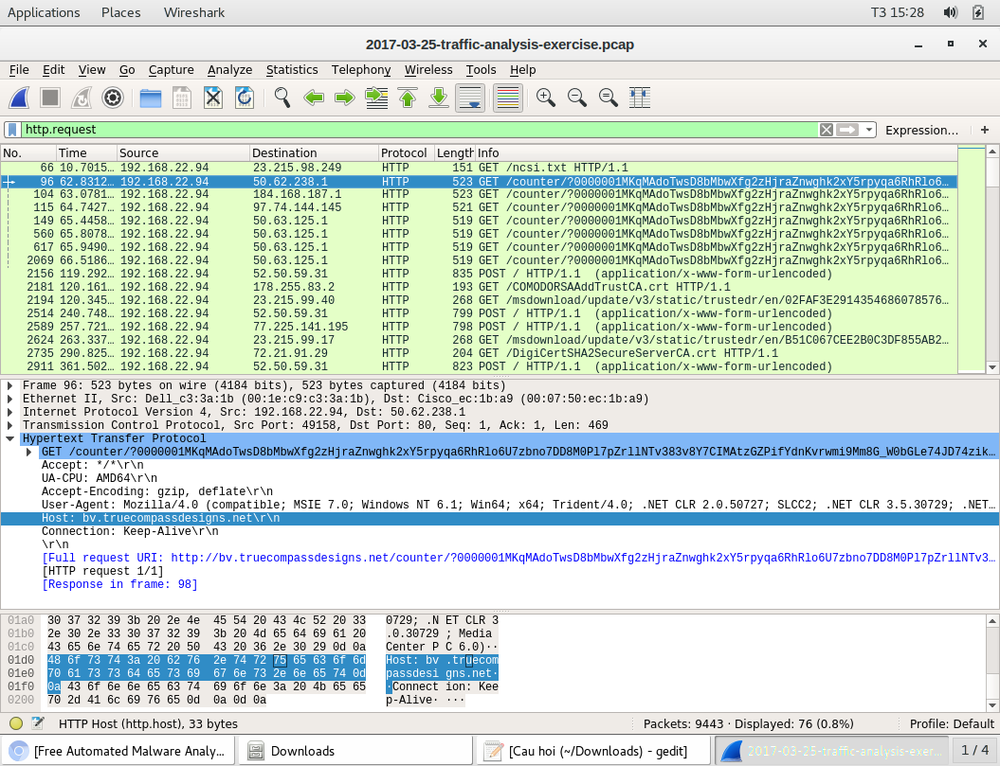 Applications Places Wireshark T3 15:28
2017-03-25-traffic-analysis-exercise.pcap
File Edit View Go Capture Analyze Statistics Telephony Wireless Tools Help
http.request Expression... +
No. Time Source Destination Protocol Length Info
66 10.7015... 192.168.22.94 23.215.98.249 HTTP 151 GET /ncsi.txt HTTP/1.1
96 62.8312... 192.168.22.94 50.62.238.1 HTTP 523 GET /counter/?0000001MKqMAdoTwsD8bMbwXfg2zHjraZnwghk2xY5rpyqa6RhRlo6...
104 63.0781... 192.168.22.94 184.168.187.1 HTTP 523 GET /counter/?0000001MKqMAdoTwsD8bMbwXfg2zHjraZnwghk2xY5rpyqa6RhRlo6...
115 64.7427... 192.168.22.94 97.74.144.145 HTTP 521 GET /counter/?0000001MKqMAdoTwsD8bMbwXfg2zHjraZnwghk2xY5rpyqa6RhRlo6...
149 65.4458... 192.168.22.94 50.63.125.1 HTTP 519 GET /counter/?0000001MKqMAdoTwsD8bMbwXfg2zHjraZnwghk2xY5rpyqa6RhRlo6...
560 65.8078... 192.168.22.94 50.63.125.1 HTTP 519 GET /counter/?0000001MKqMAdoTwsD8bMbwXfg2zHjraZnwghk2xY5rpyqa6RhRlo6...
617 65.9490... 192.168.22.94 50.63.125.1 HTTP 519 GET /counter/?0000001MKqMAdoTwsD8bMbwXfg2zHjraZnwghk2xY5rpyqa6RhRlo6...
2069 66.5186... 192.168.22.94 50.63.125.1 HTTP 519 GET /counter/?0000001MKqMAdoTwsD8bMbwXfg2zHjraZnwghk2xY5rpyqa6RhRlo6...
2156 119.292... 192.168.22.94 52.50.59.31 HTTP 835 POST / HTTP/1.1 (application/x-www-form-urlencoded)
2181 120.161... 192.168.22.94 178.255.83.2 HTTP 193 GET /COMODORSAAddTrustCA.crt HTTP/1.1
2194 120.345... 192.168.22.94 23.215.99.40 HTTP 268 GET /msdownload/update/v3/static/trustedr/en/02FAF3E2914354686078576...
2514 240.748... 192.168.22.94 52.50.59.31 HTTP 799 POST / HTTP/1.1 (application/x-www-form-urlencoded)
2589 257.721... 192.168.22.94 77.225.141.195 HTTP 798 POST / HTTP/1.1 (application/x-www-form-urlencoded)
2624 263.337... 192.168.22.94 23.215.99.17 HTTP 268 GET /msdownload/update/v3/static/trustedr/en/B51C067CEE2B0C3DF855AB2...
2735 290.825... 192.168.22.94 72.21.91.29 HTTP 204 GET /DigiCertSHA2SecureServerCA.crt HTTP/1.1
2911 361.502... 192.168.22.94 52.50.59.31 HTTP 823 POST / HTTP/1.1 (application/x-www-form-urlencoded)
Frame 96: 523 bytes on wire (4184 bits), 523 bytes captured (4184 bits)
Ethernet II, Src: Dell_c3:3a:1b (00:1e:c9:c3:3a:1b), Dst: Cisco_ec:1b:a9 (00:07:50:ec:1b:a9)
Internet Protocol Version 4, Src: 192.168.22.94, Dst: 50.62.238.1
Transmission Control Protocol, Src Port: 49158, Dst Port: 80, Seq: 1, Ack: 1, Len: 469
Hypertext Transfer Protocol
GET /counter/?0000001MKqMAdoTwsD8bMbwXfg2zHjraZnwghk2xY5rpyqa6RhRlo6U7zbno7DD8M0Pl7pZrllNTv383v8Y7CIMAtzGZPifYdnKvrwmi9Mm8G_W0bGLe74JD74zik...
Accept: */*\r\n
UA-CPU: AMD64\r\n
Accept-Encoding: gzip, deflate\r\n
User-Agent: Mozilla/4.0 (compatible; MSIE 7.0; Windows NT 6.1; Win64; x64; Trident/4.0; .NET CLR 2.0.50727; SLCC2; .NET CLR 3.5.30729; .NET...
Host: bv.truecompassdesigns.net\r\n
Connection: Keep-Alive\r\n
\r\n
[Full request URI: http://bv.truecompassdesigns.net/counter/?0000001MKqMAdoTwsD8bMbwXfg2zHjraZnwghk2xY5rpyqa6RhRlo6U7zbno7DD8M0Pl7pZrllNTv3...
[HTTP request 1/1]
[Response in frame: 98]
01a0 30 37 32 39 3b 20 2e 4e 45 54 20 43 4c 52 20 33 0729; .N ET CLR 3
01b0 2e 30 2e 33 30 37 32 39 3b 20 4d 65 64 69 61 20 .0.30729 ; Media
01c0 43 65 6e 74 65 72 20 50 43 20 36 2e 30 29 0d 0a Center P C 6.0)··
01d0 48 6f 73 74 3a 20 62 76 2e 74 72 75 65 63 6f 6d Host: bv .truecom
01e0 70 61 73 73 64 65 73 69 67 6e 73 2e 6e 65 74 0d passdesi gns.net·
01f0 0a 43 6f 6e 6e 65 63 74 69 6f 6e 3a 20 4b 65 65 ·Connect ion: Kee
0200 70 2d 41 6c 69 76 65 0d 0a 0d 0a p-Alive· ···
HTTP Host (http.host), 33 bytes Packets: 9443 · Displayed: 76 (0.8%) Profile: Default
[Free Automated Malware Analy... Downloads [Cau hoi (~/Downloads) - gedit] 2017-03-25-traffic-analysis-exer... 1 / 4